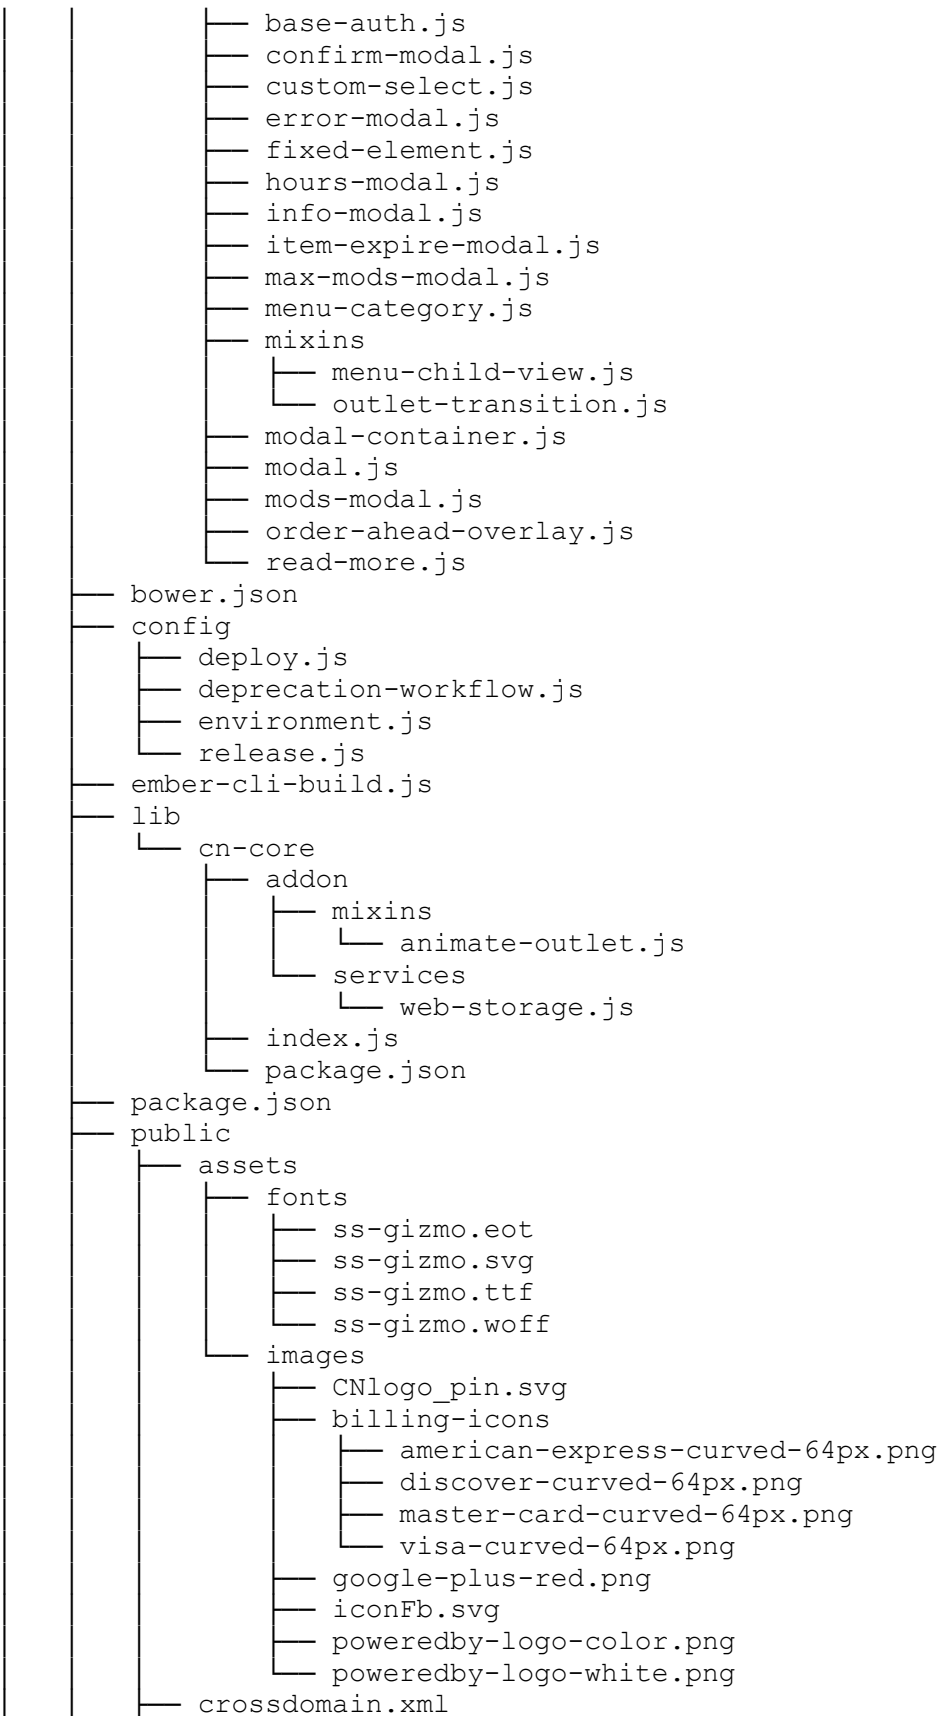 │   │       ├── base-auth.js
│   │       ├── confirm-modal.js
│   │       ├── custom-select.js
│   │       ├── error-modal.js
│   │       ├── fixed-element.js
│   │       ├── hours-modal.js
│   │       ├── info-modal.js
│   │       ├── item-expire-modal.js
│   │       ├── max-mods-modal.js
│   │       ├── menu-category.js
│   │       ├── mixins
│   │       │   ├── menu-child-view.js
│   │       │   └── outlet-transition.js
│   │       ├── modal-container.js
│   │       ├── modal.js
│   │       ├── mods-modal.js
│   │       ├── order-ahead-overlay.js
│   │       └── read-more.js
│   ├── bower.json
│   ├── config
│   │   ├── deploy.js
│   │   ├── deprecation-workflow.js
│   │   ├── environment.js
│   │   └── release.js
│   ├── ember-cli-build.js
│   ├── lib
│   │   └── cn-core
│   │       ├── addon
│   │       │   ├── mixins
│   │       │   │   └── animate-outlet.js
│   │       │   └── services
│   │       │       └── web-storage.js
│   │       ├── index.js
│   │       └── package.json
│   ├── package.json
│   ├── public
│   │   ├── assets
│   │   │   ├── fonts
│   │   │   │   ├── ss-gizmo.eot
│   │   │   │   ├── ss-gizmo.svg
│   │   │   │   ├── ss-gizmo.ttf
│   │   │   │   └── ss-gizmo.woff
│   │   │   └── images
│   │   │       ├── CNlogo_pin.svg
│   │   │       ├── billing-icons
│   │   │       │   ├── american-express-curved-64px.png
│   │   │       │   ├── discover-curved-64px.png
│   │   │       │   ├── master-card-curved-64px.png
│   │   │       │   └── visa-curved-64px.png
│   │   │       ├── google-plus-red.png
│   │   │       ├── iconFb.svg
│   │   │       ├── poweredby-logo-color.png
│   │   │       └── poweredby-logo-white.png
│   │   ├── crossdomain.xml